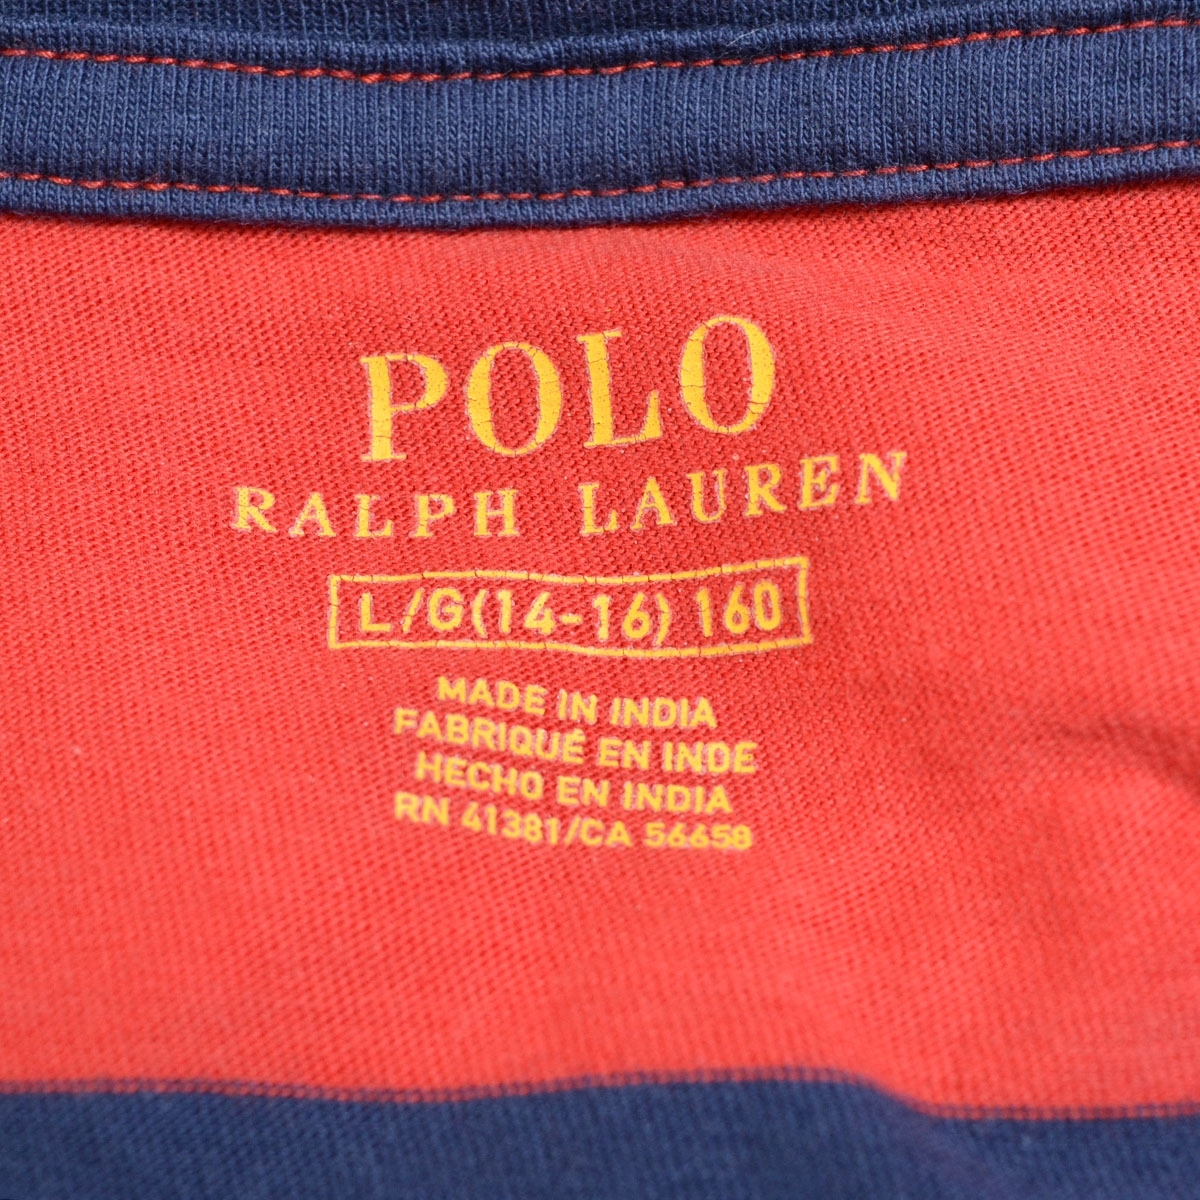 POLO
RALPH LAUREN
L/G(14-16) 160
MADE IN INDIA
FABRIQUÉ EN INDE
HECHO EN INDIA
RN 41381/CA 56658